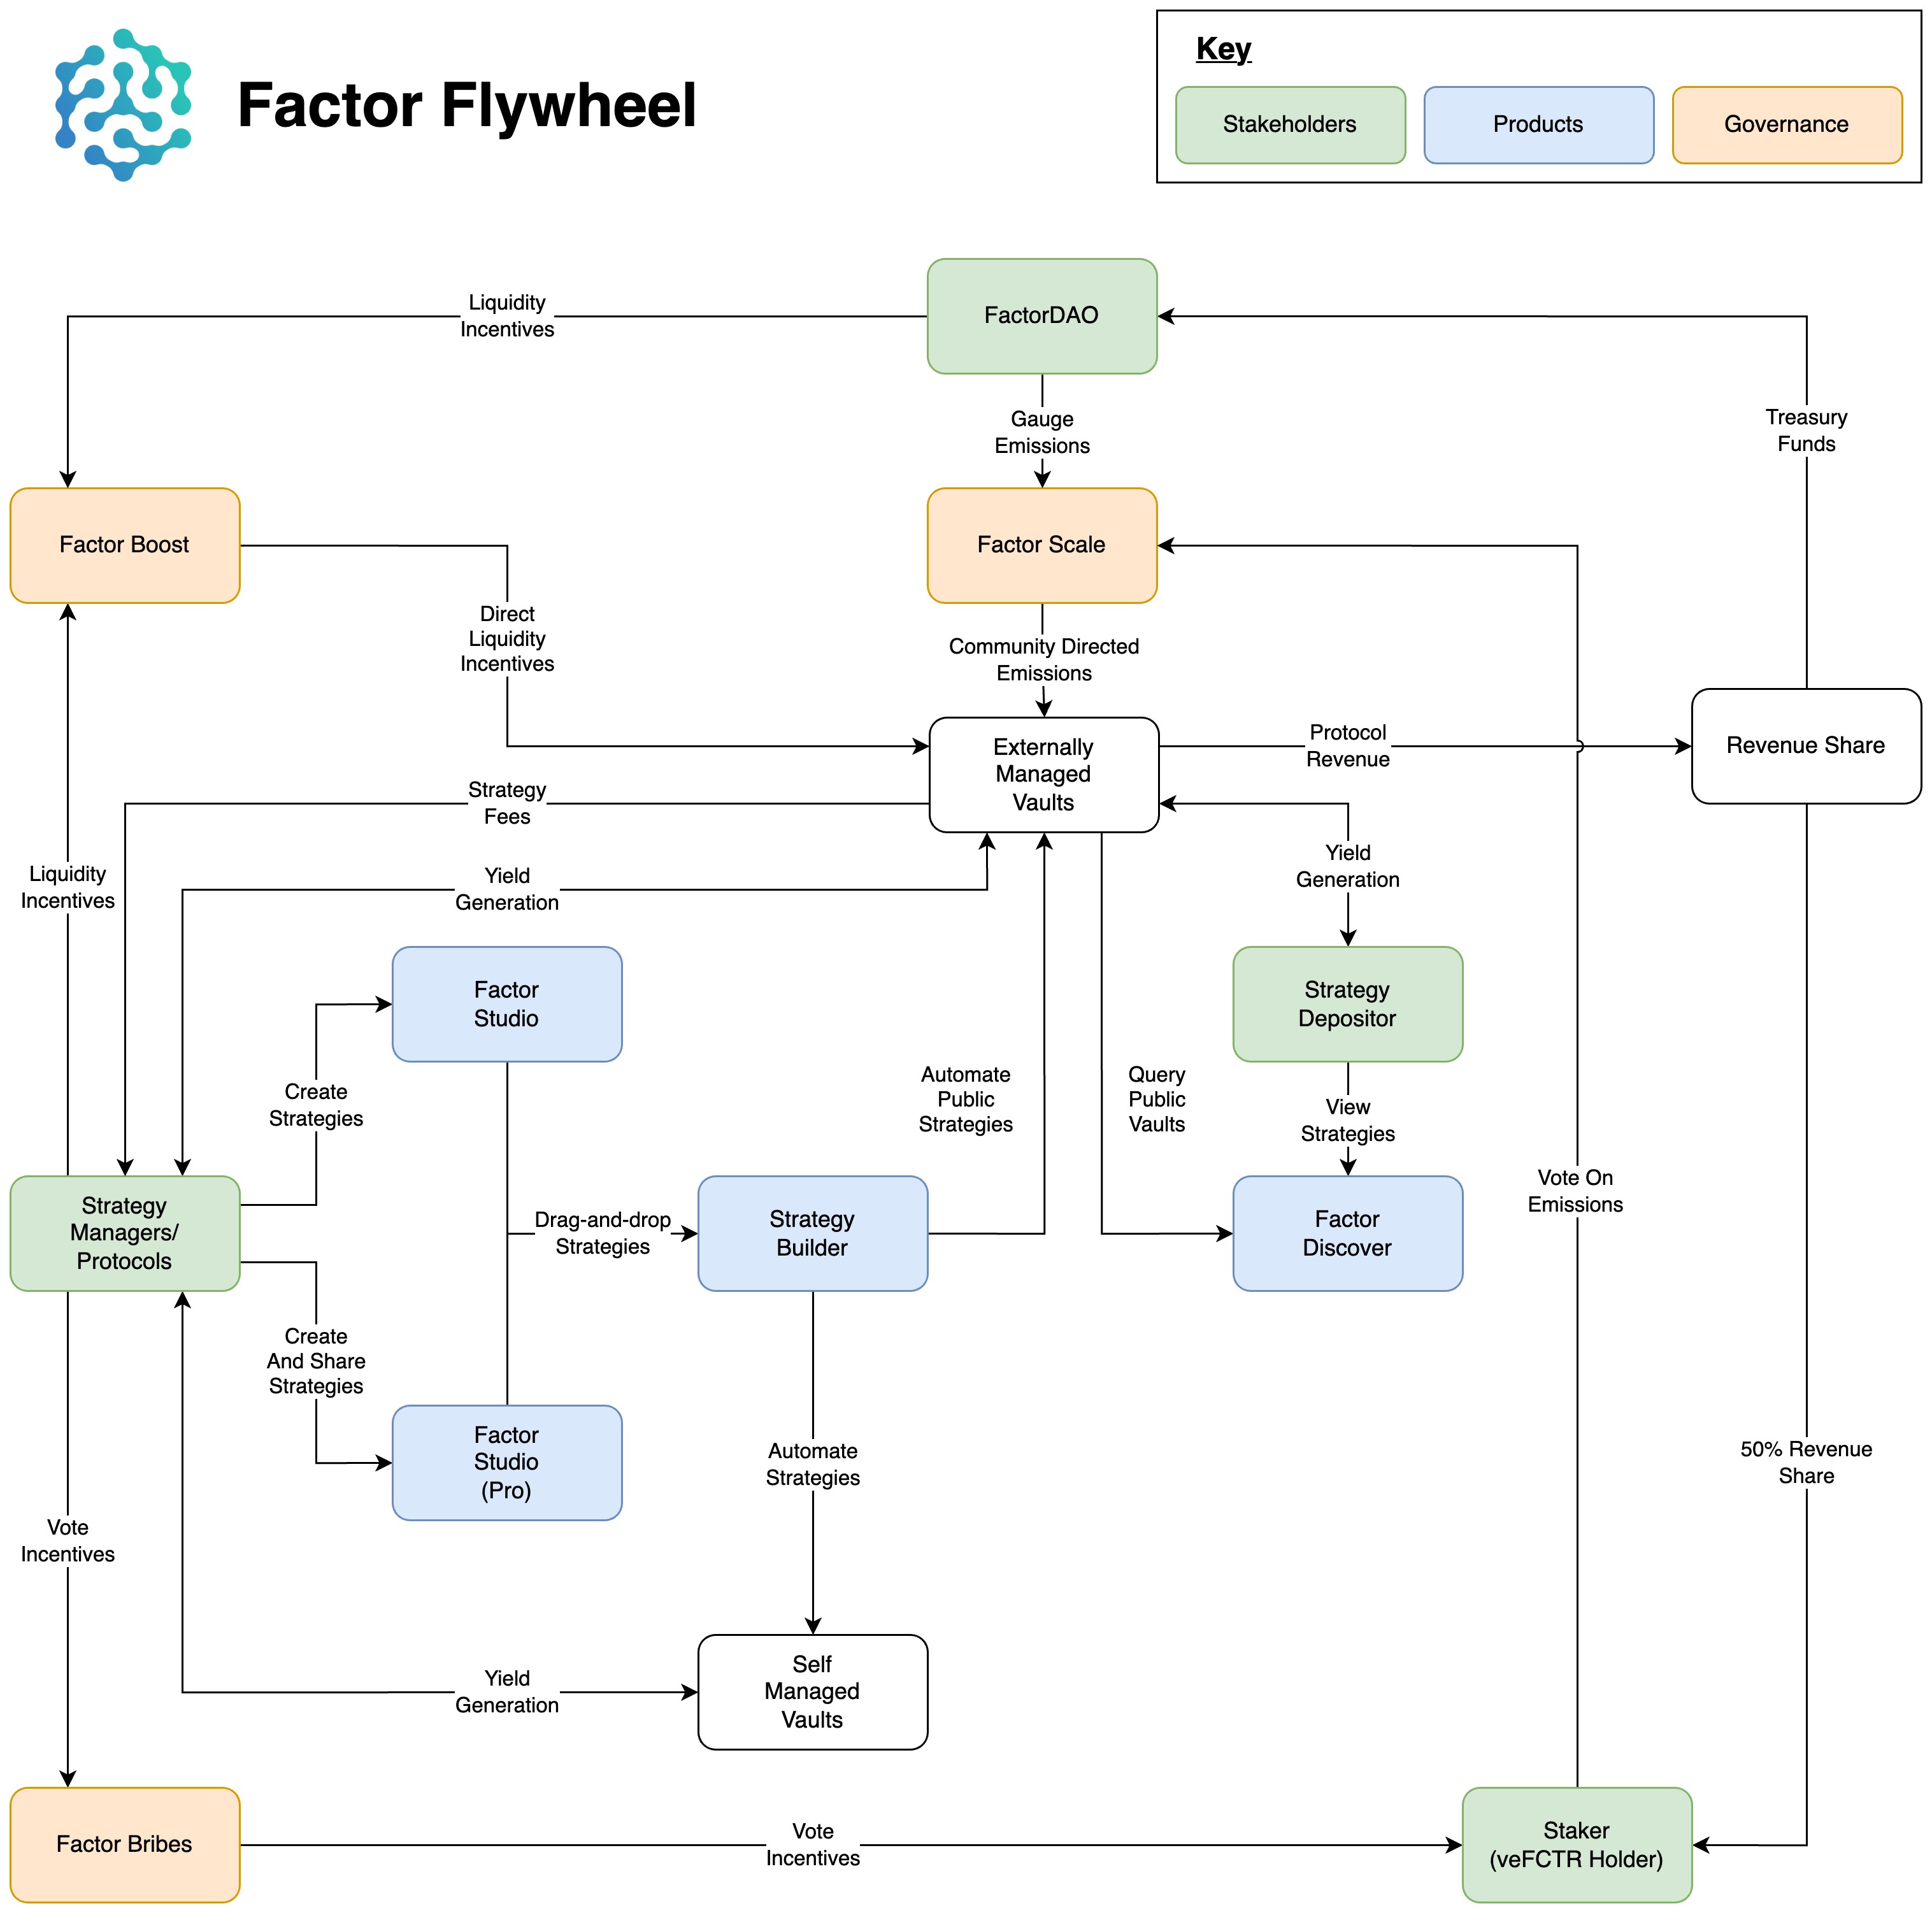 Factor Flywheel
Key
Stakeholders
Products
Governance
FactorDAO
Liquidity
Incentives
Gauge
Emissions
Treasury
Funds
Factor Boost
Factor Scale
Direct
Liquidity
Incentives
Community Directed
Emissions
Externally
Managed
Vaults
Protocol
Revenue
Revenue Share
Strategy
Fees
Liquidity
Incentives
Yield
Generation
Yield
Generation
Factor
Studio
Strategy
Depositor
Create
Strategies
Automate
Public
Strategies
Query
Public
Vaults
View
Strategies
Strategy
Managers/
Protocols
Drag-and-drop
Strategies
Strategy
Builder
Factor
Discover
Vote On
Emissions
Create
And Share
Strategies
Factor
Studio
(Pro)
Automate
Strategies
50% Revenue
Share
Vote
Incentives
Yield
Generation
Self
Managed
Vaults
Factor Bribes
Vote
Incentives
Staker
(veFCTR Holder)